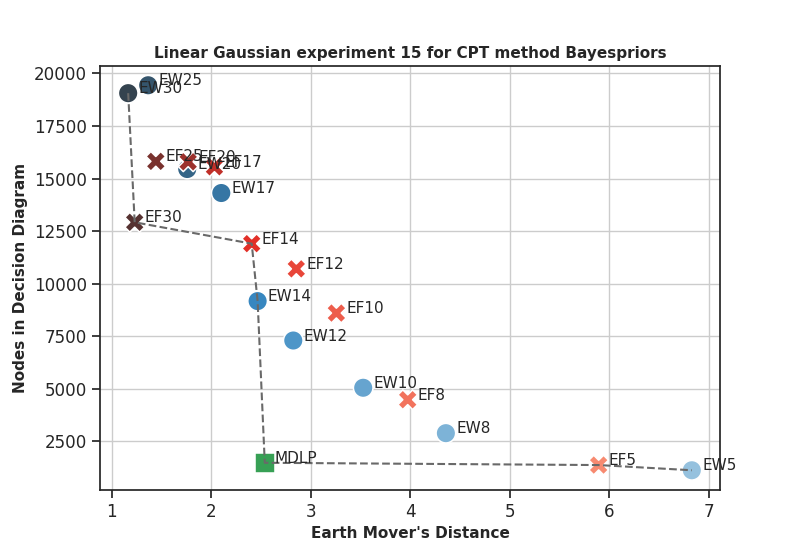 Linear Gaussian experiment 15 for CPT method Bayespriors
Nodes in Decision Diagram
20000
17500
15000
12500
10000
7500
5000
2500
EW25
EW30
EF25
EF20
EW20
EF17
EW17
EF30
EF14
EF12
EW14
EF10
EW12
EW10
EF8
EW8
MDLP
EF5
EW5
1
2
3
4
5
6
7
Earth Mover's Distance